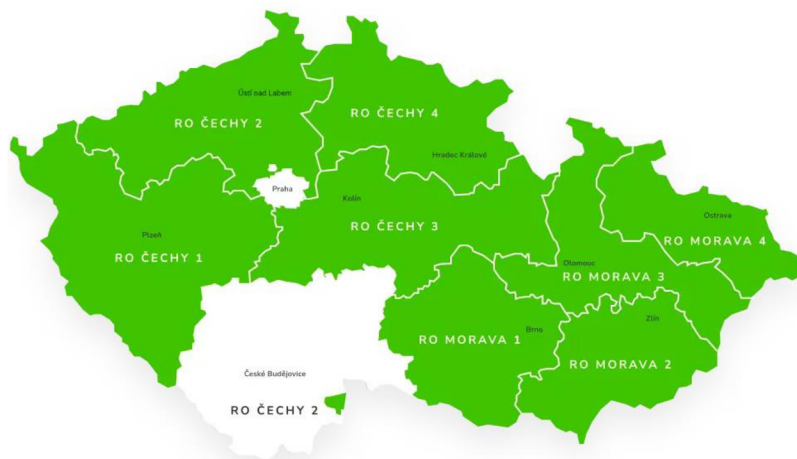 Ústí nad Labem
RO ČECHY 2
RO ČECHY 4
Hradec Králové
Praha
Kolín
Plzeň
RO ČECHY 3
RO ČECHY 1
Ostrava
RO MORAVA 4
Olomouc
RO MORAVA 3
Brno
RO MORAVA 1
Zlín
RO MORAVA 2
České Budějovice
RO ČECHY 2